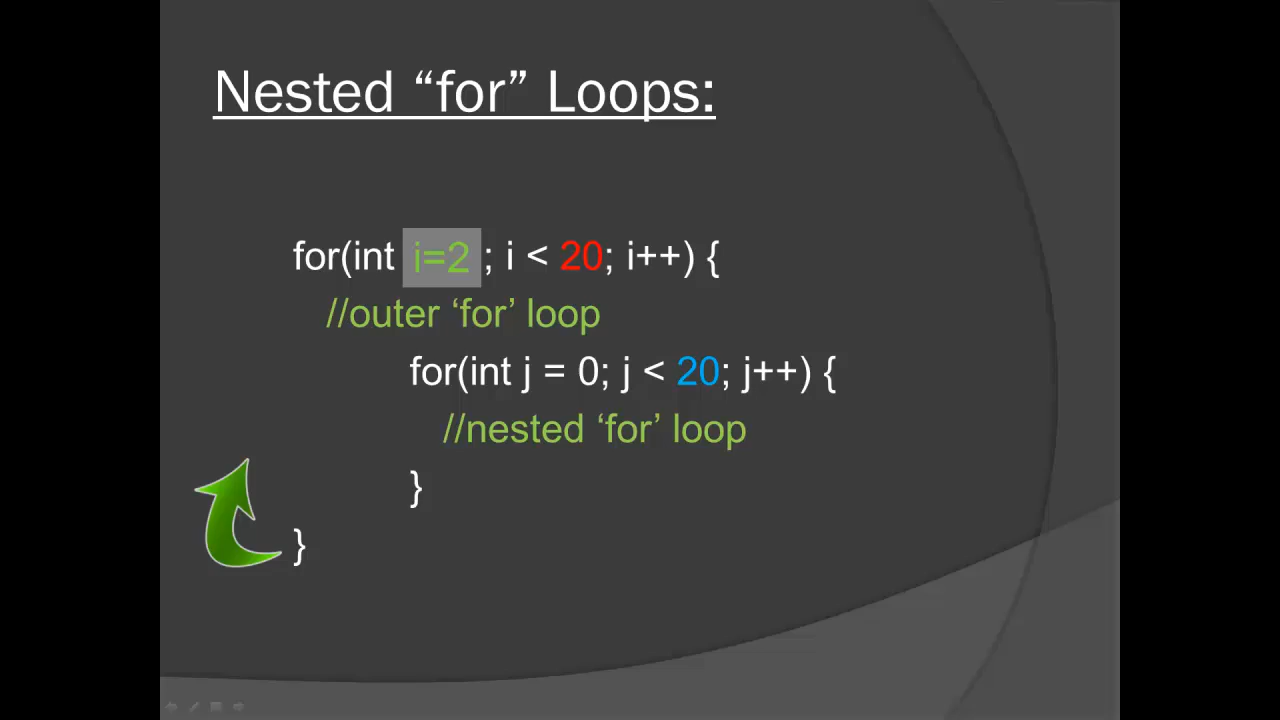 Nested “for” Loops:
for(int i=2 ; i < 20; i++) {
//outer ‘for’ loop
for(int j = 0; j < 20; j++) {
//nested ‘for’ loop
}
}